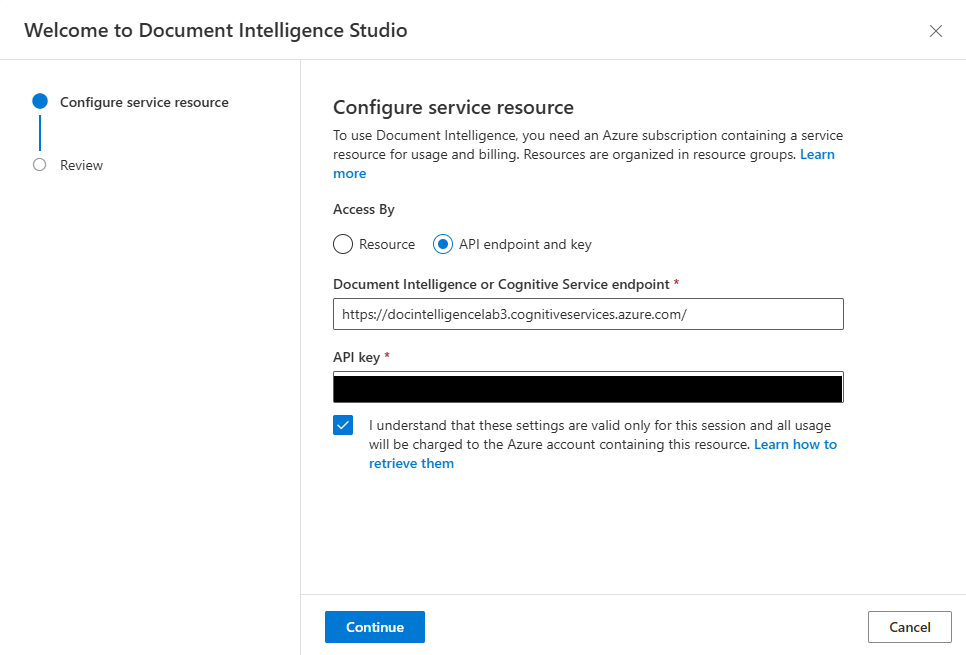 Welcome to Document Intelligence Studio
Configure service resource
Review
Configure service resource
To use Document Intelligence, you need an Azure subscription containing a service
resource for usage and billing. Resources are organized in resource groups. Learn
more
Access By
Resource
API endpoint and key
Document Intelligence or Cognitive Service endpoint *
https://docintelligencelab3.cognitiveservices.azure.com/
API key *
I understand that these settings are valid only for this session and all usage
will be charged to the Azure account containing this resource. Learn how to
retrieve them
Continue
Cancel